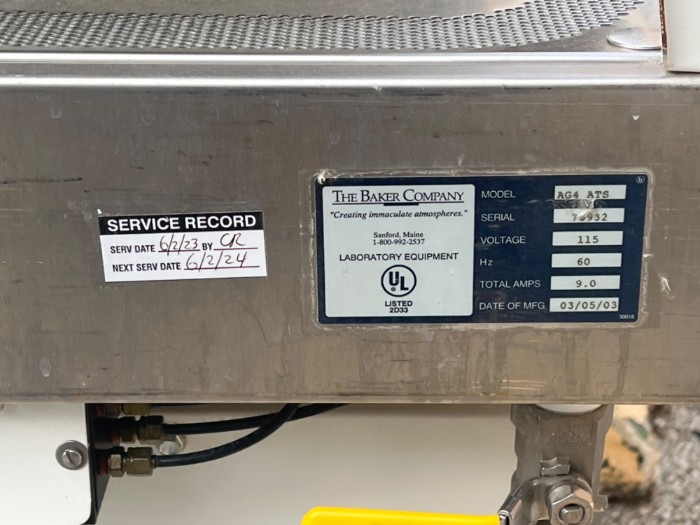 SERVICE RECORD
SERV DATE 6/2/23 BY CR
NEXT SERV DATE 6/2/24
THE BAKER COMPANY
"Creating immaculate atmospheres."
Sanford, Maine
1-800-992-2537
LABORATORY EQUIPMENT
UL
LISTED
2D33
MODEL AG4 ATS
SERIAL
VOLTAGE 115
Hz 60
TOTAL AMPS 9.0
DATE OF MFG 03/05/03